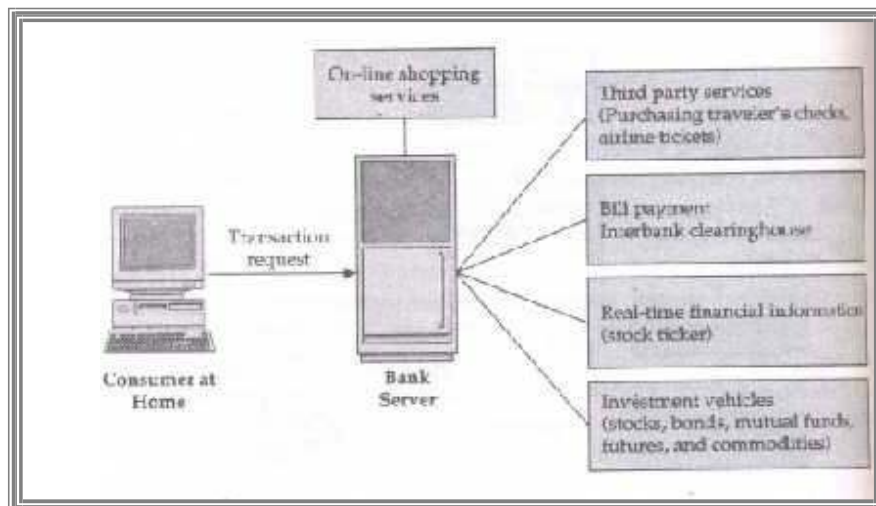 On-line shopping
services
Third party services
(Purchasing traveler's checks,
airline tickets)
Bill payment
Interbank clearinghouse
Transaction
request
Real-time financial information
(stock ticker)
Consumer at
Home
Bank
Server
Investment vehicles
(stocks, bonds, mutual funds,
futures, and commodities)